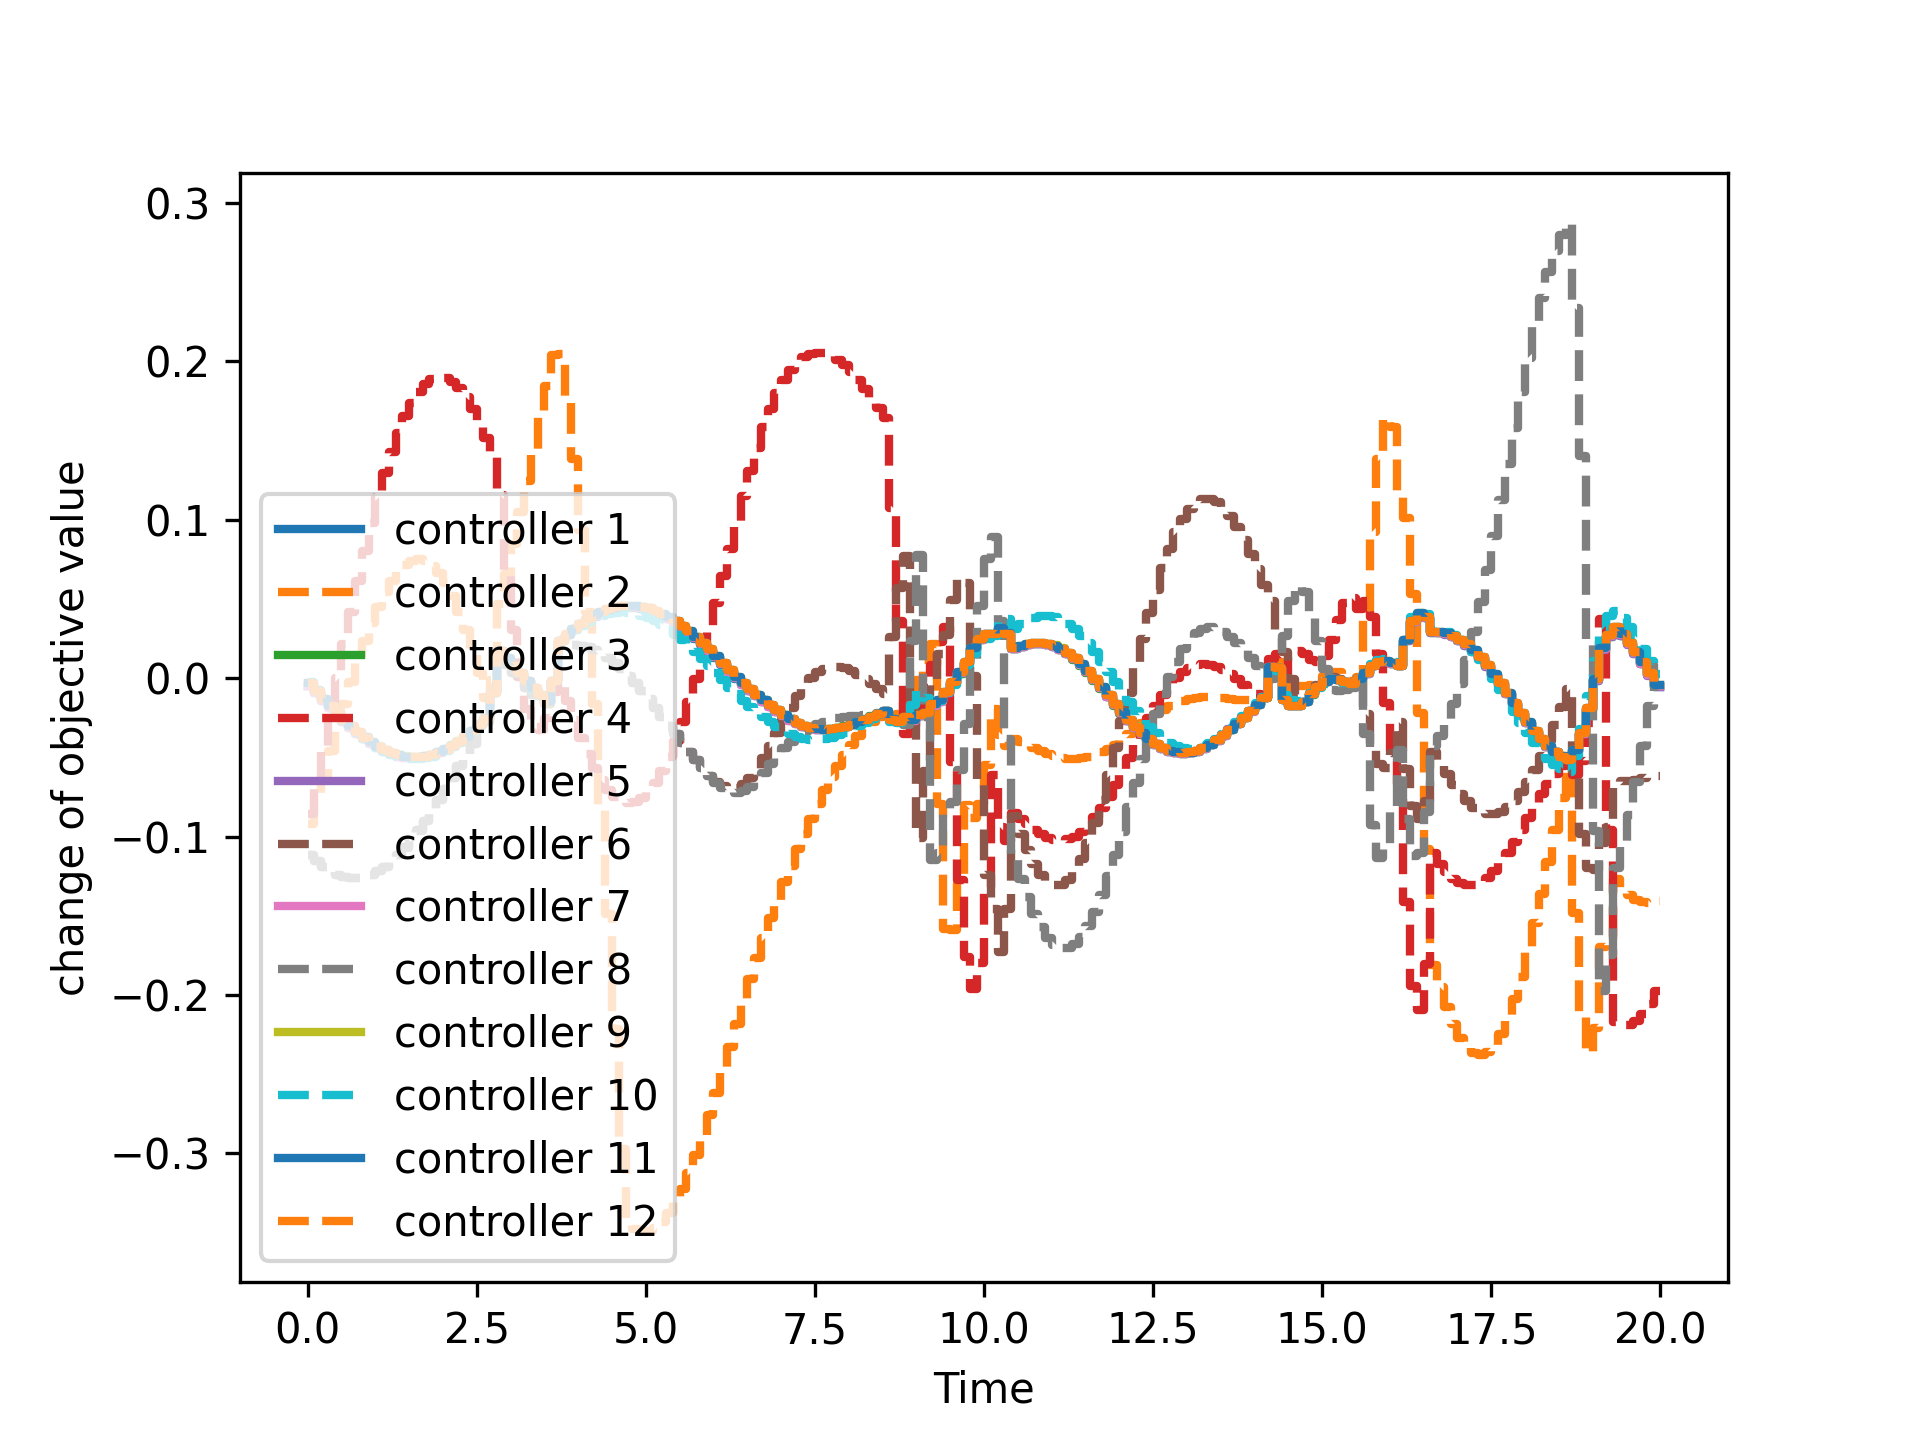 0.3
0.2
0.1
0.0
−0.1
−0.2
−0.3
change of objective value
controller 1
controller 2
controller 3
controller 4
controller 5
controller 6
controller 7
controller 8
controller 9
controller 10
controller 11
controller 12
0.0 2.5 5.0 7.5 10.0 12.5 15.0 17.5 20.0
Time